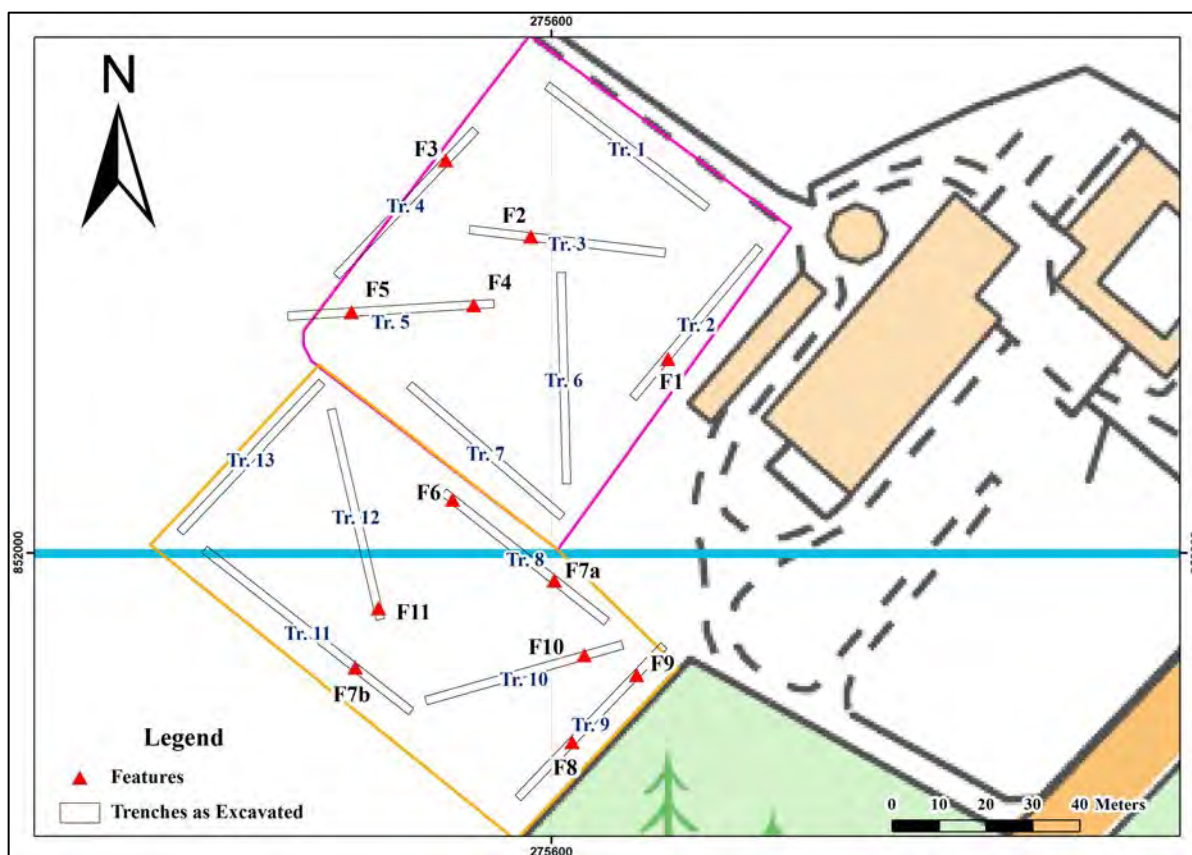 275600
N
Tr. 1
F3
Tr. 4
F2
Tr. 3
F5
F4
Tr. 5
Tr. 2
F1
Tr. 6
Tr. 7
Tr. 13
F6
Tr. 12
852000
Tr. 8
F7a
F11
Tr. 11
F10
F9
F7b
Tr. 10
Tr. 9
F8
Legend
Features
Trenches as Excavated
0 10 20 30 40 Meters
275600